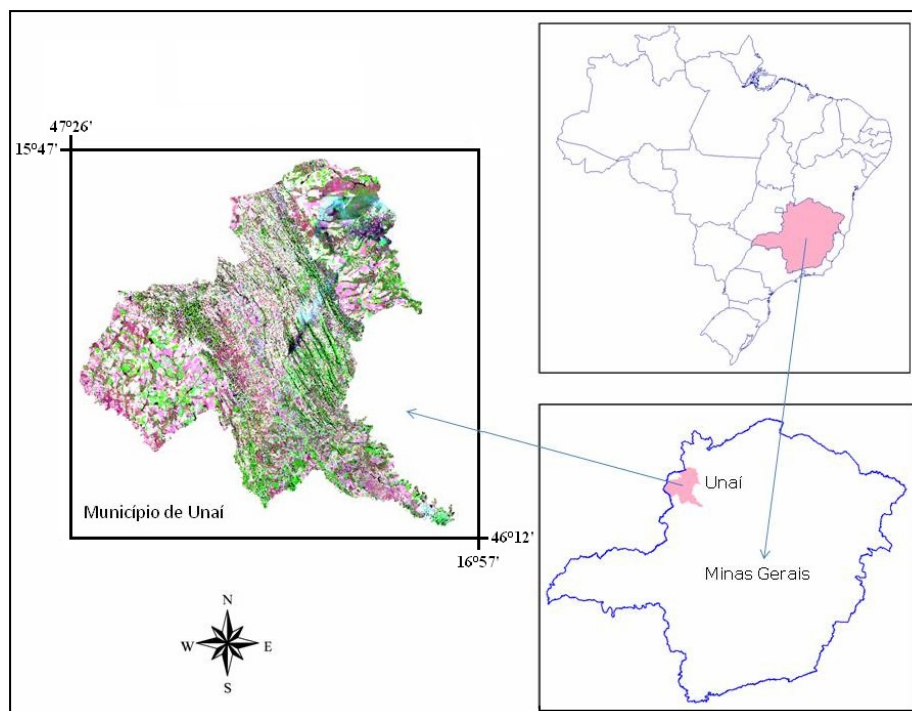 47º26'
15º47'
Município de Unaí
46º12'
16º57'
N
W E
S
Unaí
Minas Gerais